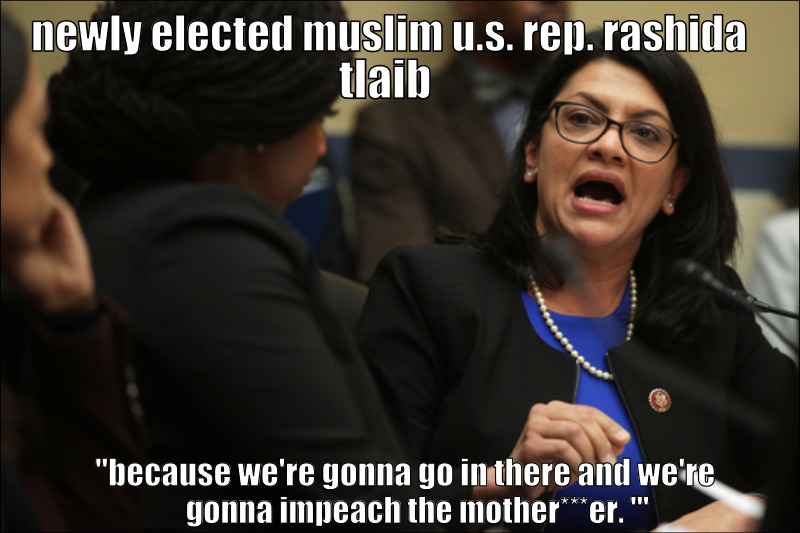 newly elected muslim u.s. rep. rashida
tlaib
"because we're gonna go in there and we're
gonna impeach the mother***er. '"